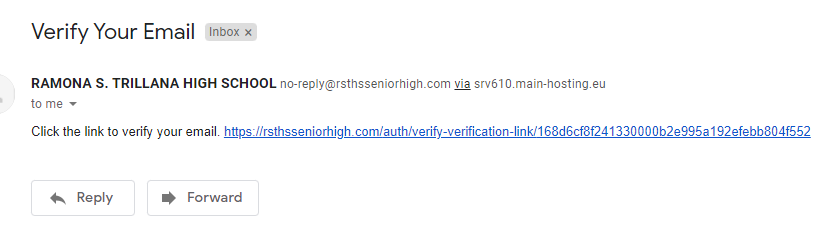 Verify Your Email Inbox ×
RAMONA S. TRILLANA HIGH SCHOOL no-reply@rsthsseniorhigh.com via srv610.main-hosting.eu
to me
Click the link to verify your email. https://rsthsseniorhigh.com/auth/verify-verification-link/168d6cf8f241330000b2e995a192efebb804f552
Reply Forward